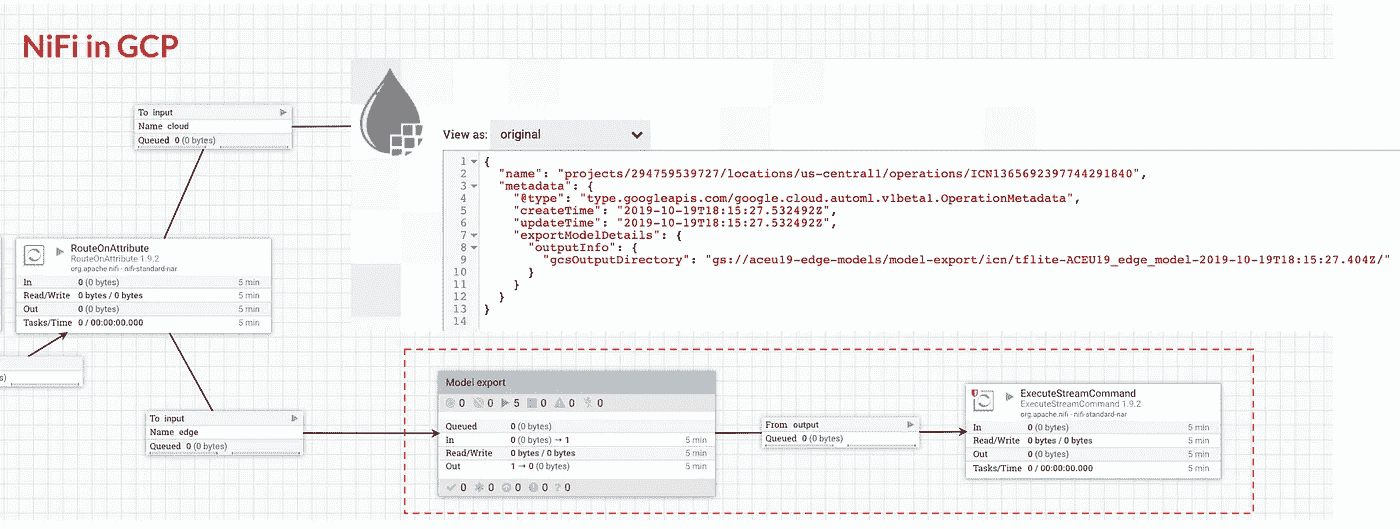 NiFi in GCP
To input
Name cloud
Queued 0 (0 bytes)
View as: original
1 {
2 "name": "projects/294759539727/locations/us-central1/operations/ICN1365692397744291840",
3 "metadata": {
4 "@type": "type.googleapis.com/google.cloud.automl.v1beta1.OperationMetadata",
5 "createTime": "2019-10-19T18:15:27.532492Z",
6 "updateTime": "2019-10-19T18:15:27.532492Z",
7 "exportModelDetails": {
8 "outputInfo": {
9 "gcsOutputDirectory": "gs://aceu19-edge-models/model-export/icn/tflite-ACEU19_edge_model-2019-10-19T18:15:27.404Z/"
10 }
11 }
12 }
13 }
14
RouteOnAttribute
RouteOnAttribute 1.9.2
org.apache.nifi - nifi-standard-nar
In 0 (0 bytes) 5 min
Read/Write 0 bytes / 0 bytes 5 min
Out 0 (0 bytes) 5 min
Tasks/Time 0 / 00:00:00.000 5 min
s)
To input
Name edge
Queued 0 (0 bytes)
Model export
0 0 5 0 0 0
Queued 0 (0 bytes)
In 0 (0 bytes) → 1 5 min
Read/Write 0 bytes / 0 bytes 5 min
Out 1 → 0 (0 bytes) 5 min
0 0 0 0 ? 0
From output
Queued 0 (0 bytes)
ExecuteStreamCommand
ExecuteStreamCommand 1.9.2
org.apache.nifi - nifi-standard-nar
In 0 (0 bytes) 5 min
Read/Write 0 bytes / 0 bytes 5 min
Out 0 (0 bytes) 5 min
Tasks/Time 0 / 00:00:00.000 5 min